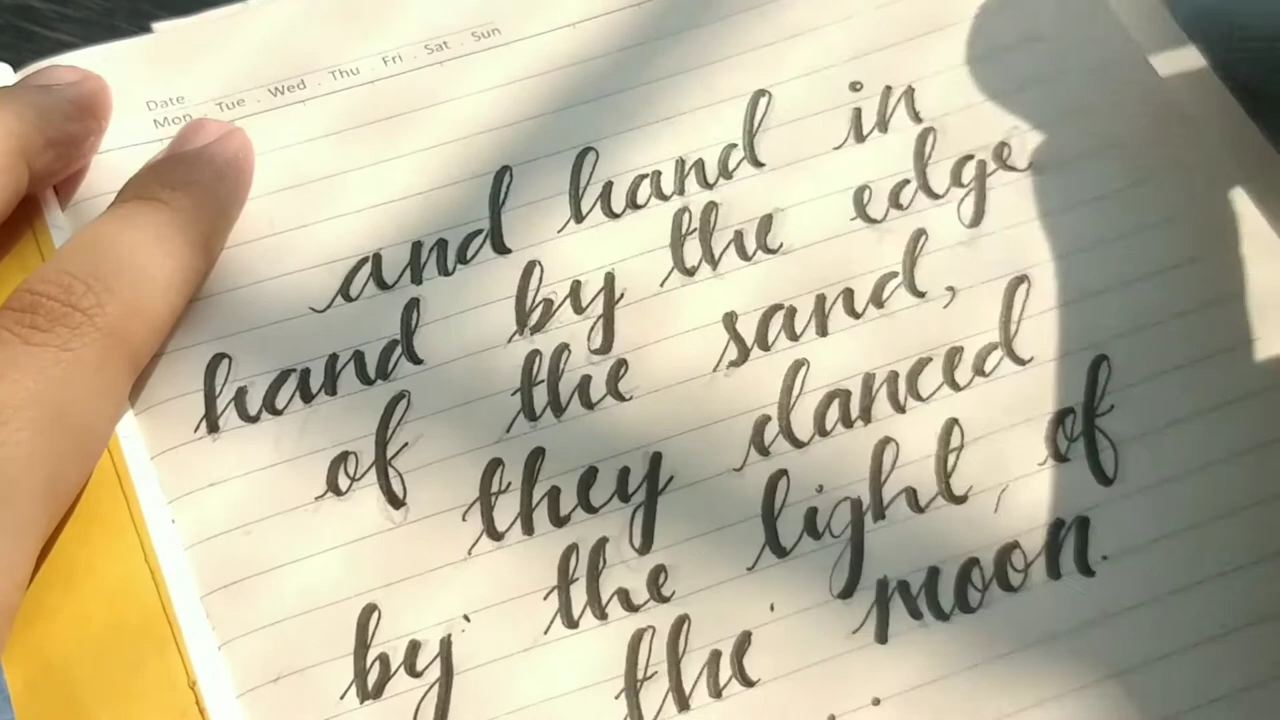 Date
Mon . Tue . Wed . Thu . Fri . Sat . Sun
and hand in
hand by the edge
of the sand,
they danced
by the light of
the moon.